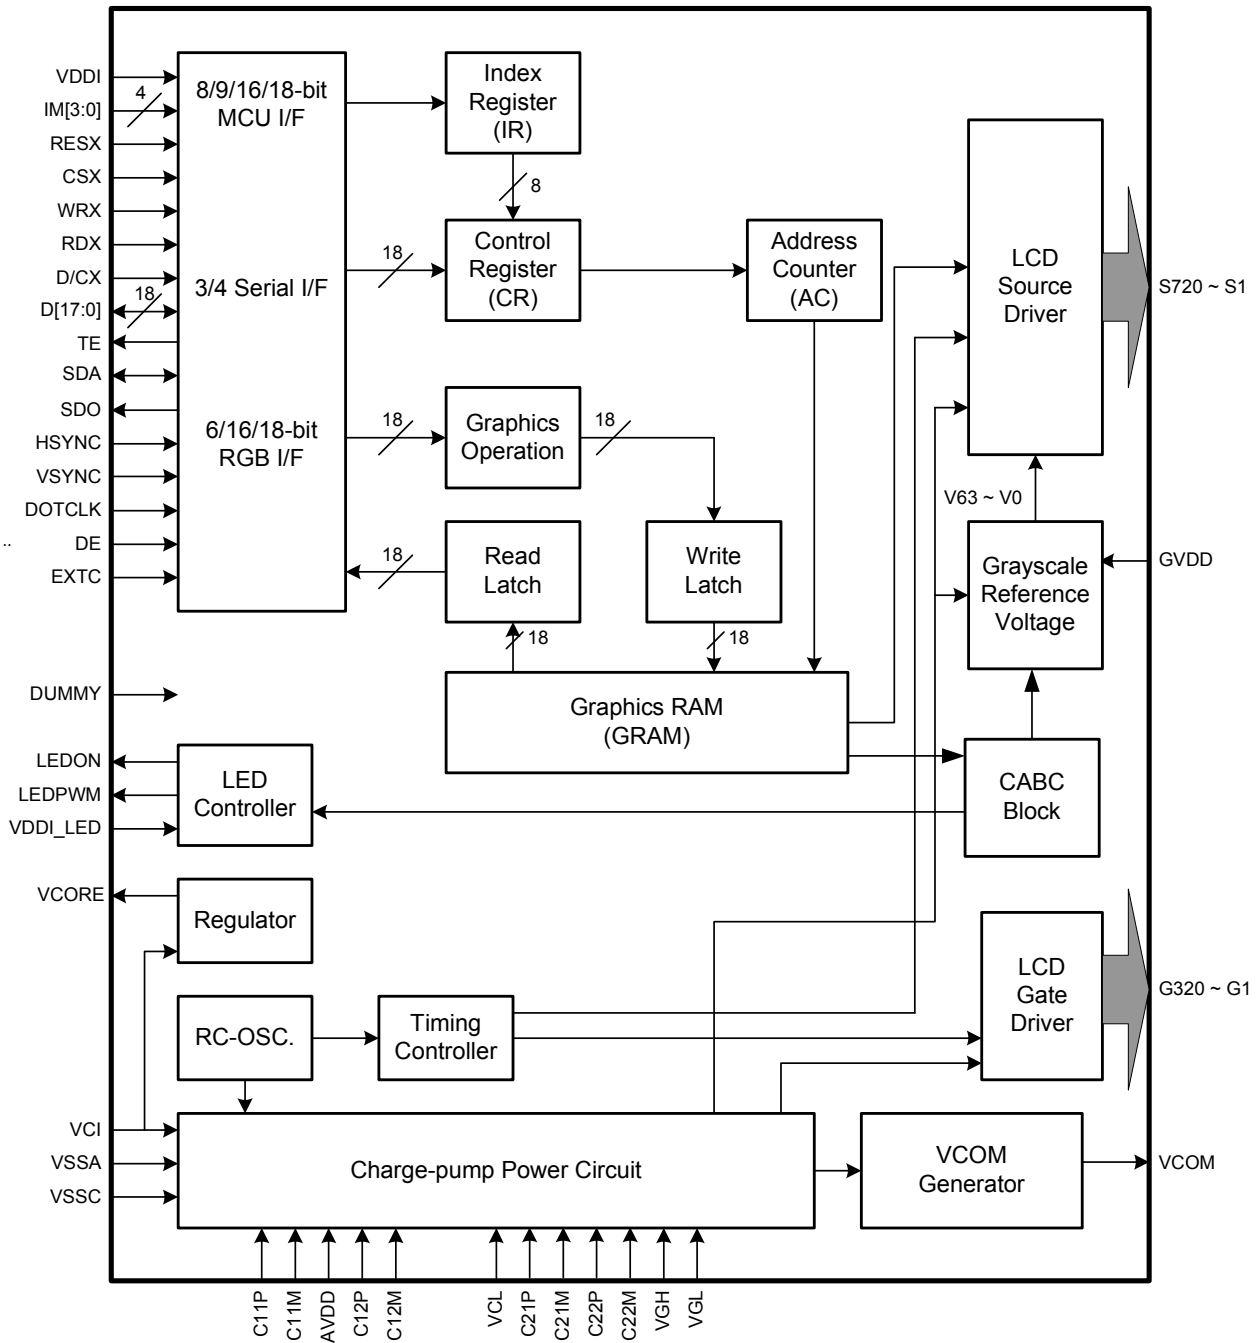 VDDI
IM[3:0]
4
RESX
CSX
WRX
RDX
D/CX
D[17:0]
18
TE
SDA
SDO
HSYNC
VSYNC
DOTCLK
..
DE
EXTC
DUMMY
LEDON
LEDPWM
VDDI_LED
VCORE
VCI
VSSA
VSSC
8/9/16/18-bit
MCU I/F
3/4 Serial I/F
6/16/18-bit
RGB I/F
Index
Register
(IR)
8
18
Control
Register
(CR)
Address
Counter
(AC)
18
Graphics
Operation
18
18
Read
Latch
Write
Latch
18
18
Graphics RAM
(GRAM)
LCD
Source
Driver
S720 ~ S1
V63 ~ V0
Grayscale
Reference
Voltage
GVDD
CABC
Block
LED
Controller
Regulator
RC-OSC.
Timing
Controller
LCD
Gate
Driver
G320 ~ G1
Charge-pump Power Circuit
VCOM
Generator
VCOM
C11P
C11M
AVDD
C12P
C12M
VCL
C21P
C21M
C22P
C22M
VGH
VGL